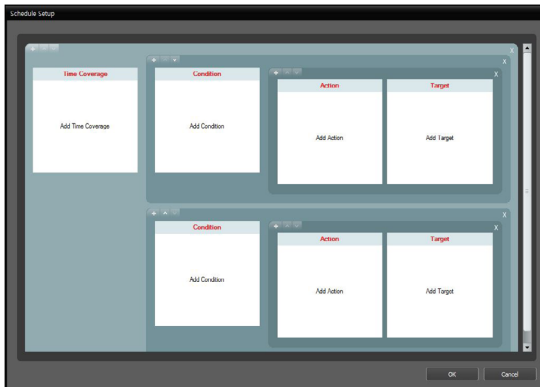 Schedule Setup
X
X
X
Time Coverage
Condition
Action
Target
Add Time Coverage
Add Condition
Add Action
Add Target
X
X
Condition
Action
Target
Add Condition
Add Action
Add Target
OK
Cancel